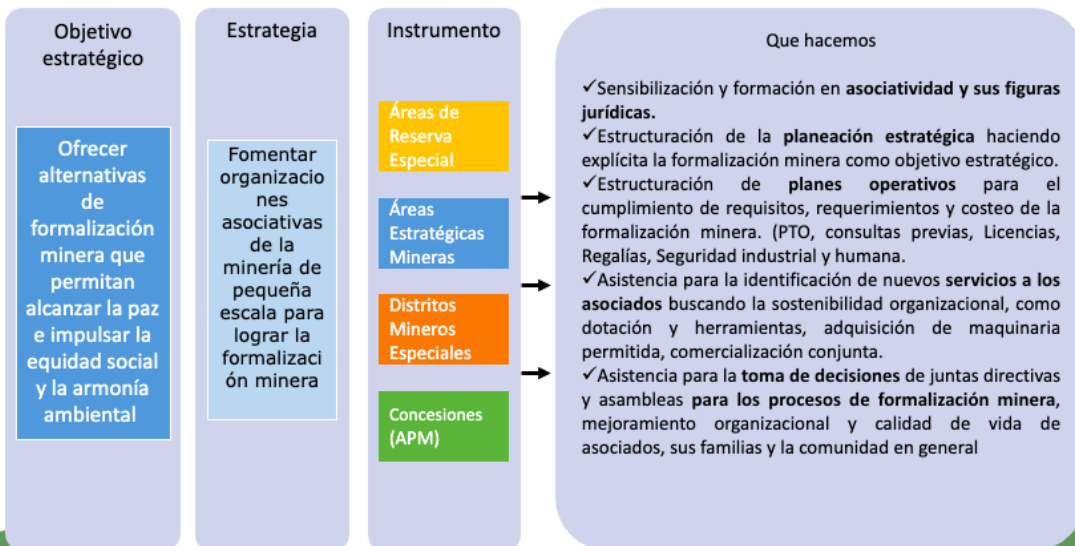 Objetivo
estratégico
Ofrecer
alternativas
de
formalización
minera que
permitan
alcanzar la paz
e impulsar la
equidad social
y la armonía
ambiental
Estrategia
Fomentar
organizacio
nes
asociativas
de la
minería de
pequeña
escala para
lograr la
formalizaci
ón minera
Instrumento
Áreas de
Reserva
Especial
Áreas
Estratégicas
Mineras
Distritos
Mineros
Especiales
Concesiones
(APM)
Que hacemos
✓Sensibilización y formación en asociatividad y sus figuras
jurídicas.
✓Estructuración de la planeación estratégica haciendo
explícita la formalización minera como objetivo estratégico.
✓Estructuración de planes operativos para el
cumplimiento de requisitos, requerimientos y costeo de la
formalización minera. (PTO, consultas previas, Licencias,
Regalías, Seguridad industrial y humana.
✓Asistencia para la identificación de nuevos servicios a los
asociados buscando la sostenibilidad organizacional, como
dotación y herramientas, adquisición de maquinaria
permitida, comercialización conjunta.
✓Asistencia para la toma de decisiones de juntas directivas
y asambleas para los procesos de formalización minera,
mejoramiento organizacional y calidad de vida de
asociados, sus familias y la comunidad en general